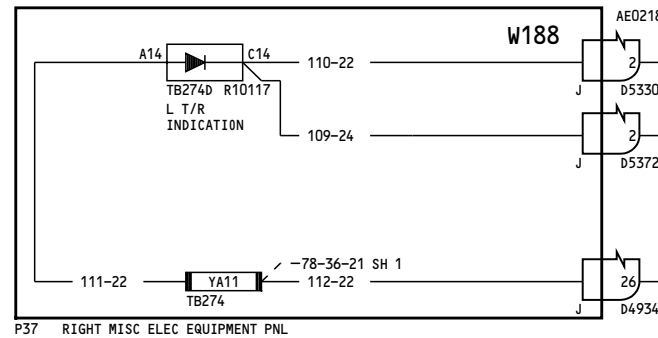 AE0218
W188
A14 C14
110-22
2
TB274D R10117
J D5330
L T/R
INDICATION
109-24
2
J D5372
78-36-21 SH 1
111-22
YA11
112-22
26
TB274
J D4934
P37 RIGHT MISC ELEC EQUIPMENT PNL